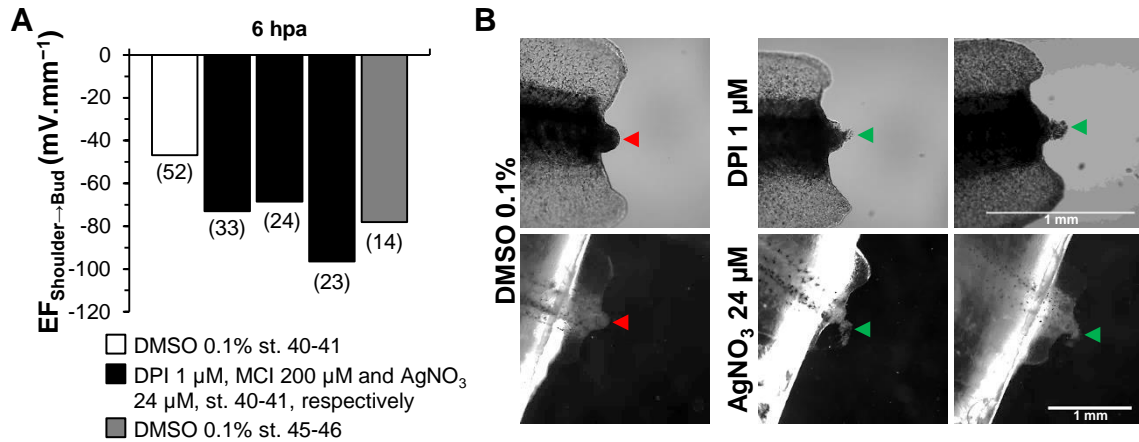 A
6 hpa
EF Shoulder→Bud (mV.mm⁻¹)
0
-20
-40
-60
-80
-100
-120
(52)
(33)
(24)
(23)
(14)
DMSO 0.1% st. 40-41
DPI 1 µM, MCI 200 µM and AgNO₃
24 µM, st. 40-41, respectively
DMSO 0.1% st. 45-46
B
DMSO 0.1%
DPI 1 µM
1 mm
AgNO₃ 24 µM
1 mm